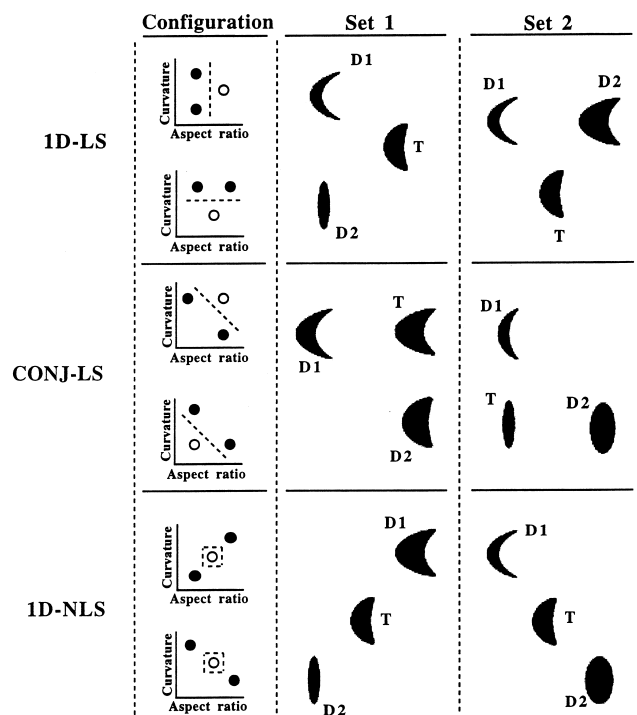 Configuration Set 1 Set 2
1D-LS
Curvature
Aspect ratio
Curvature
Aspect ratio
D1
T
D2
D1
D2
T
CONJ-LS
Curvature
Aspect ratio
Curvature
Aspect ratio
T
D1
D2
D1
T
D2
1D-NLS
Curvature
Aspect ratio
Curvature
Aspect ratio
D1
T
D2
D1
T
D2